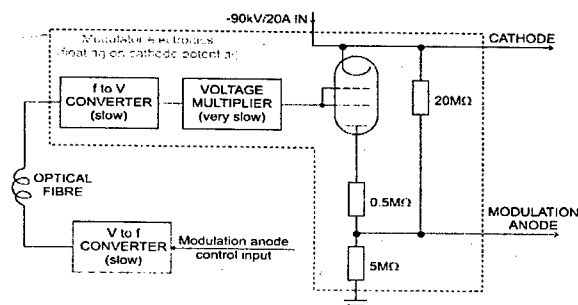 -90kV/20A IN
Modulator electronics
floating on cathode potential
CATHODE
f to V
CONVERTER
(slow)
VOLTAGE
MULTIPLIER
(very slow)
20MΩ
OPTICAL
FIBRE
0.5MΩ
MODULATION
ANODE
V to f
CONVERTER
(slow)
Modulation anode
control input
5MΩ